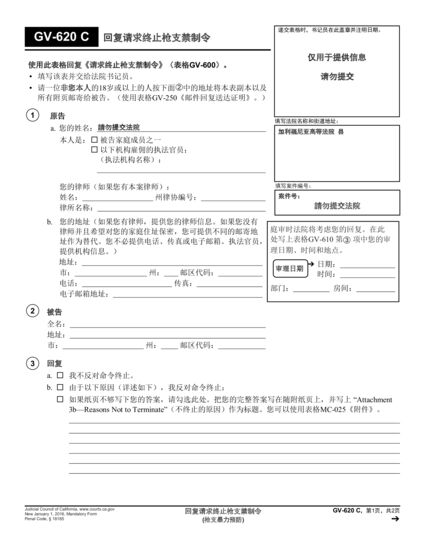 GV-620 C 回复请求终止枪支禁制令
递交表格时，书记员在此盖章并注明日期。
仅用于提供信息
请勿提交
使用此表格回复《请求终止枪支禁制令》（表格GV-600）。
• 填写该表并交给法院书记员。
• 请一位非您本人的18岁或以上的人按下面②中的地址将本表副本以及
所有附页邮寄给被告。（使用表格GV-250《邮件回复送达证明》。）
填写法院名称和街道地址：
加利福尼亚高等法院 县
1 原告
a. 您的姓名：請勿提交法院
本人是：☐ 被告家庭成员之一
☐ 以下机构雇佣的执法官员：
（执法机构名称）：
您的律师（如果您有本案律师）：
姓名： 州律协编号：
律所名称：
填写案件编号：
案件号：
請勿提交法院
b. 您的地址（如果您有律师，提供您的律师信息。如果您没有
律师并且希望对您的家庭住址保密，您可提供不同的邮寄地
址作为替代。您不必提供电话、传真或电子邮箱。执法官员，
提供机构信息。）
地址：
市： 州： 邮区代码：
电话： 传真：
电子邮箱地址：
庭审时法院将考虑您的回复。在此
处写上表格GV-610 第③ 项中您的审
理日期、时间和地点。
审理日期 ➔ 日期：
时间：
部门： 房间：
2 被告
全名：
地址：
市： 州： 邮区代码：
3 回复
a. ☐ 我不反对命令终止。
b. ☐ 由于以下原因（详述如下），我反对命令终止：
☐ 如果纸页不够写下您的答案，请勾选此处。把您的完整答案写在随附纸页上，并写上 “Attachment
3b—Reasons Not to Terminate”（不终止的原因）作为标题。您可以使用表格MC-025《附件》。
Judicial Council of California, www.courts.ca.gov
New January 1, 2016, Mandatory Form
Penal Code, § 18185
回复请求终止枪支禁制令
(枪支暴力预防)
GV-620 C，第1页，共2页
➔